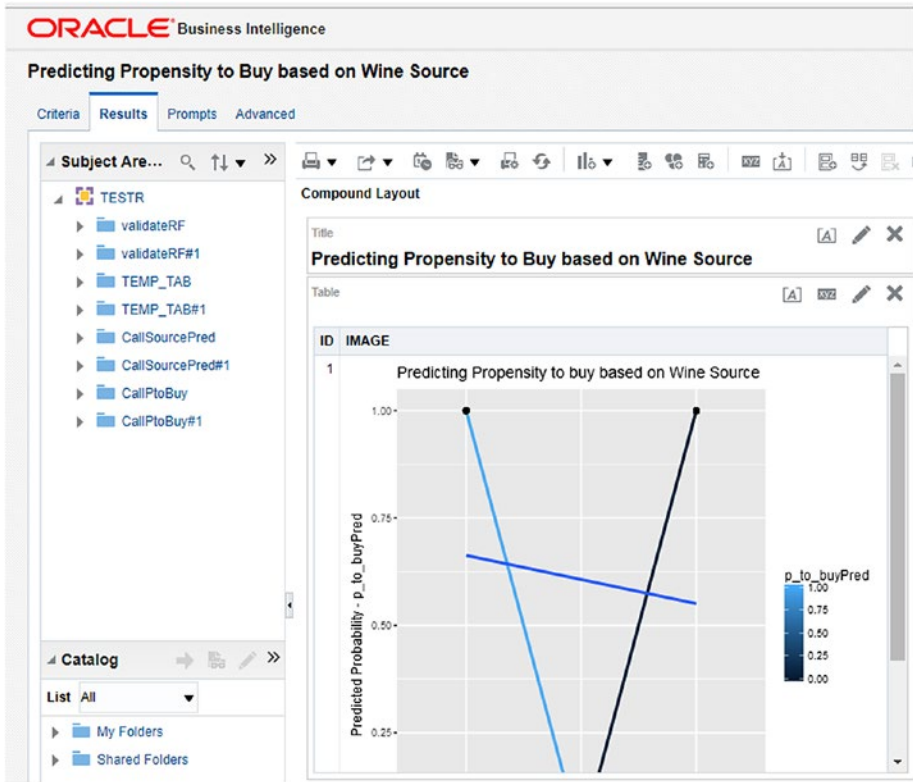 ORACLE Business Intelligence
Predicting Propensity to Buy based on Wine Source
Criteria Results Prompts Advanced
Subject Are...
TESTR
validateRF
validateRF#1
TEMP_TAB
TEMP_TAB#1
CallSourcePred
CallSourcePred#1
CallPtoBuy
CallPtoBuy#1
Catalog
List All
My Folders
Shared Folders
Compound Layout
Title
Predicting Propensity to Buy based on Wine Source
Table
ID IMAGE
1
Predicting Propensity to buy based on Wine Source
Predicted Probability - p_to_buyPred
1.00
0.75
0.50
0.25
p_to_buyPred
1.00
0.75
0.50
0.25
0.00